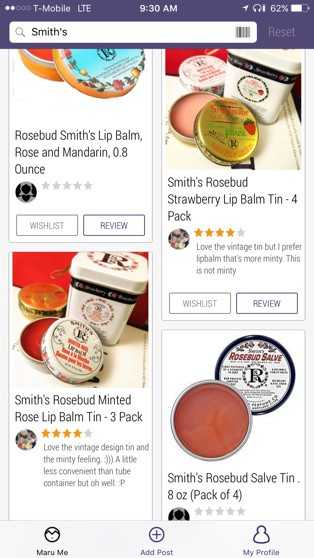 T-Mobile LTE 9:30 AM 62%
Smith's
Reset
Rosebud Smith's Lip Balm,
Rose and Mandarin, 0.8
Ounce
WISHLIST REVIEW
Smith's Rosebud
Strawberry Lip Balm Tin - 4
Pack
Love the vintage tin but I prefer
lipbalm that's more minty. This
is not minty
WISHLIST REVIEW
SMITH'S
Smith's Rosebud Minted
Rose Lip Balm Tin - 3 Pack
Love the vintage design tin and
the minty feeling. :))) A little
less convenient than tube
container but oh well. :P
Smith's
ROSEBUD SALVE
R
Smith's Rosebud Salve Tin .
8 oz (Pack of 4)
Maru Me
Add Post
My Profile